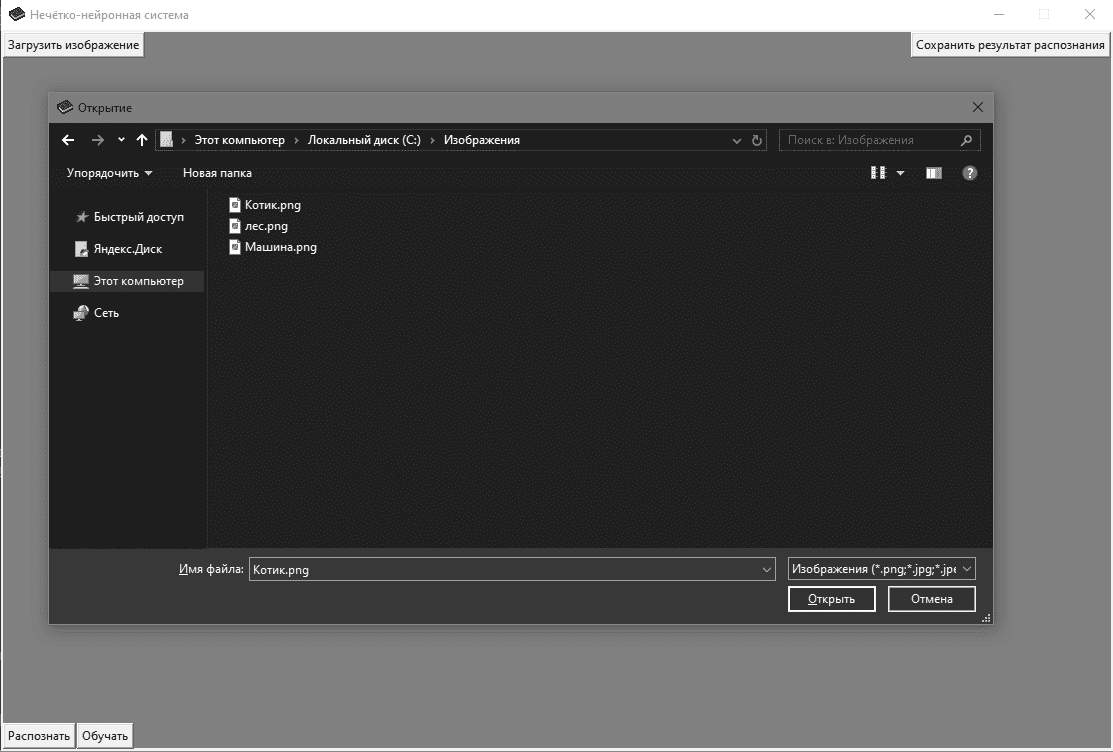 Нечётко-нейронная система
Загрузить изображение
Сохранить результат распознания
Открытие
Этот компьютер
Локальный диск (C:)
Изображения
Поиск в: Изображения
Упорядочить
Новая папка
?
Быстрый доступ
Яндекс.Диск
Этот компьютер
Сеть
Котик.png
лес.png
Машина.png
Имя файла: Котик.png
Изображения (*.png;*.jpg;*.jpe
Открыть
Отмена
Распознать
Обучать